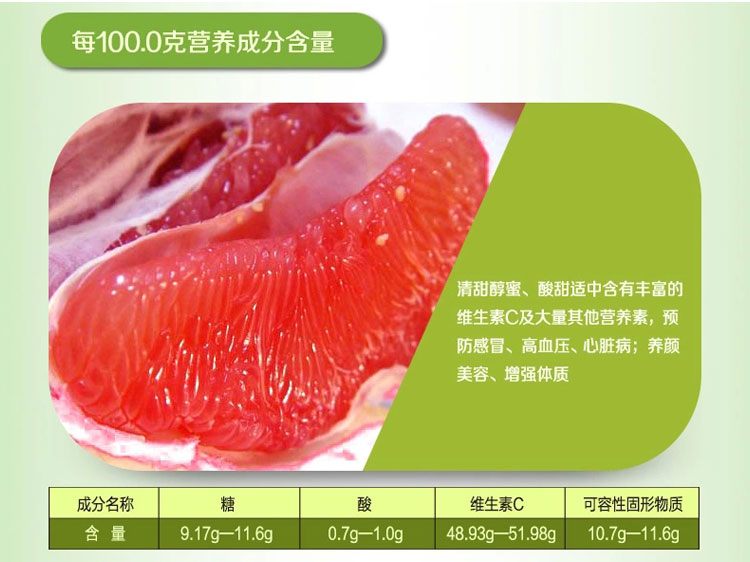 每100.0克营养成分含量
清甜醇蜜、酸甜适中含有丰富的
维生素C及大量其他营养素，预
防感冒、高血压、心脏病；养颜
美容、增强体质
成分名称 糖 酸 维生素C 可容性固形物质
含 量 9.17g—11.6g 0.7g—1.0g 48.93g—51.98g 10.7g—11.6g